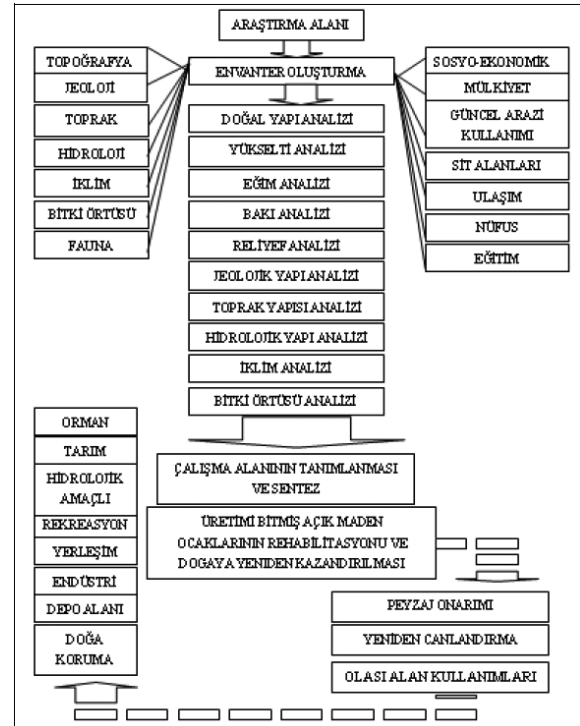 ARAŞTIRMA ALANI
ENVANTER OLUŞTURMA
TOPOĞRAFYA
JEOLOJİ
TOPRAK
HİDROLOJİ
İKLİM
BİTKİ ÖRTÜSÜ
FAUNA
SOSYO-EKONOMİK
MÜLKİYET
GÜNCEL ARAZİ
KULLANIMI
SİT ALANLARI
ULAŞIM
NÜFUS
EĞİTİM
DOĞAL YAPI ANALİZİ
YÜKSELTİ ANALİZİ
EĞİM ANALİZİ
BAKI ANALİZİ
RELİYEF ANALİZİ
JEOLOJİK YAPI ANALİZİ
TOPRAK YAPISI ANALİZİ
HİDROLOJİK YAPI ANALİZİ
İKLİM ANALİZİ
BİTKİ ÖRTÜSÜ ANALİZİ
ÇALIŞMA ALANININ TANIMLANMASI
VE SENTEZ
ÜRETİMİ BİTMİŞ AÇIK MADEN
OCAKLARININ REHABİLITASYONU VE
DOGAYA YENİDEN KAZANDIRILMASI
PEYZAJ ONARIMI
YENİDEN CANLANDIRMA
OLASI ALAN KULLANIMLARI
ORMAN
TARIM
HİDROLOJİK
AMAÇLI
REKREASYON
YERLEŞİM
ENDÜSTRİ
DEPO ALANI
DOĞA
KORUMA